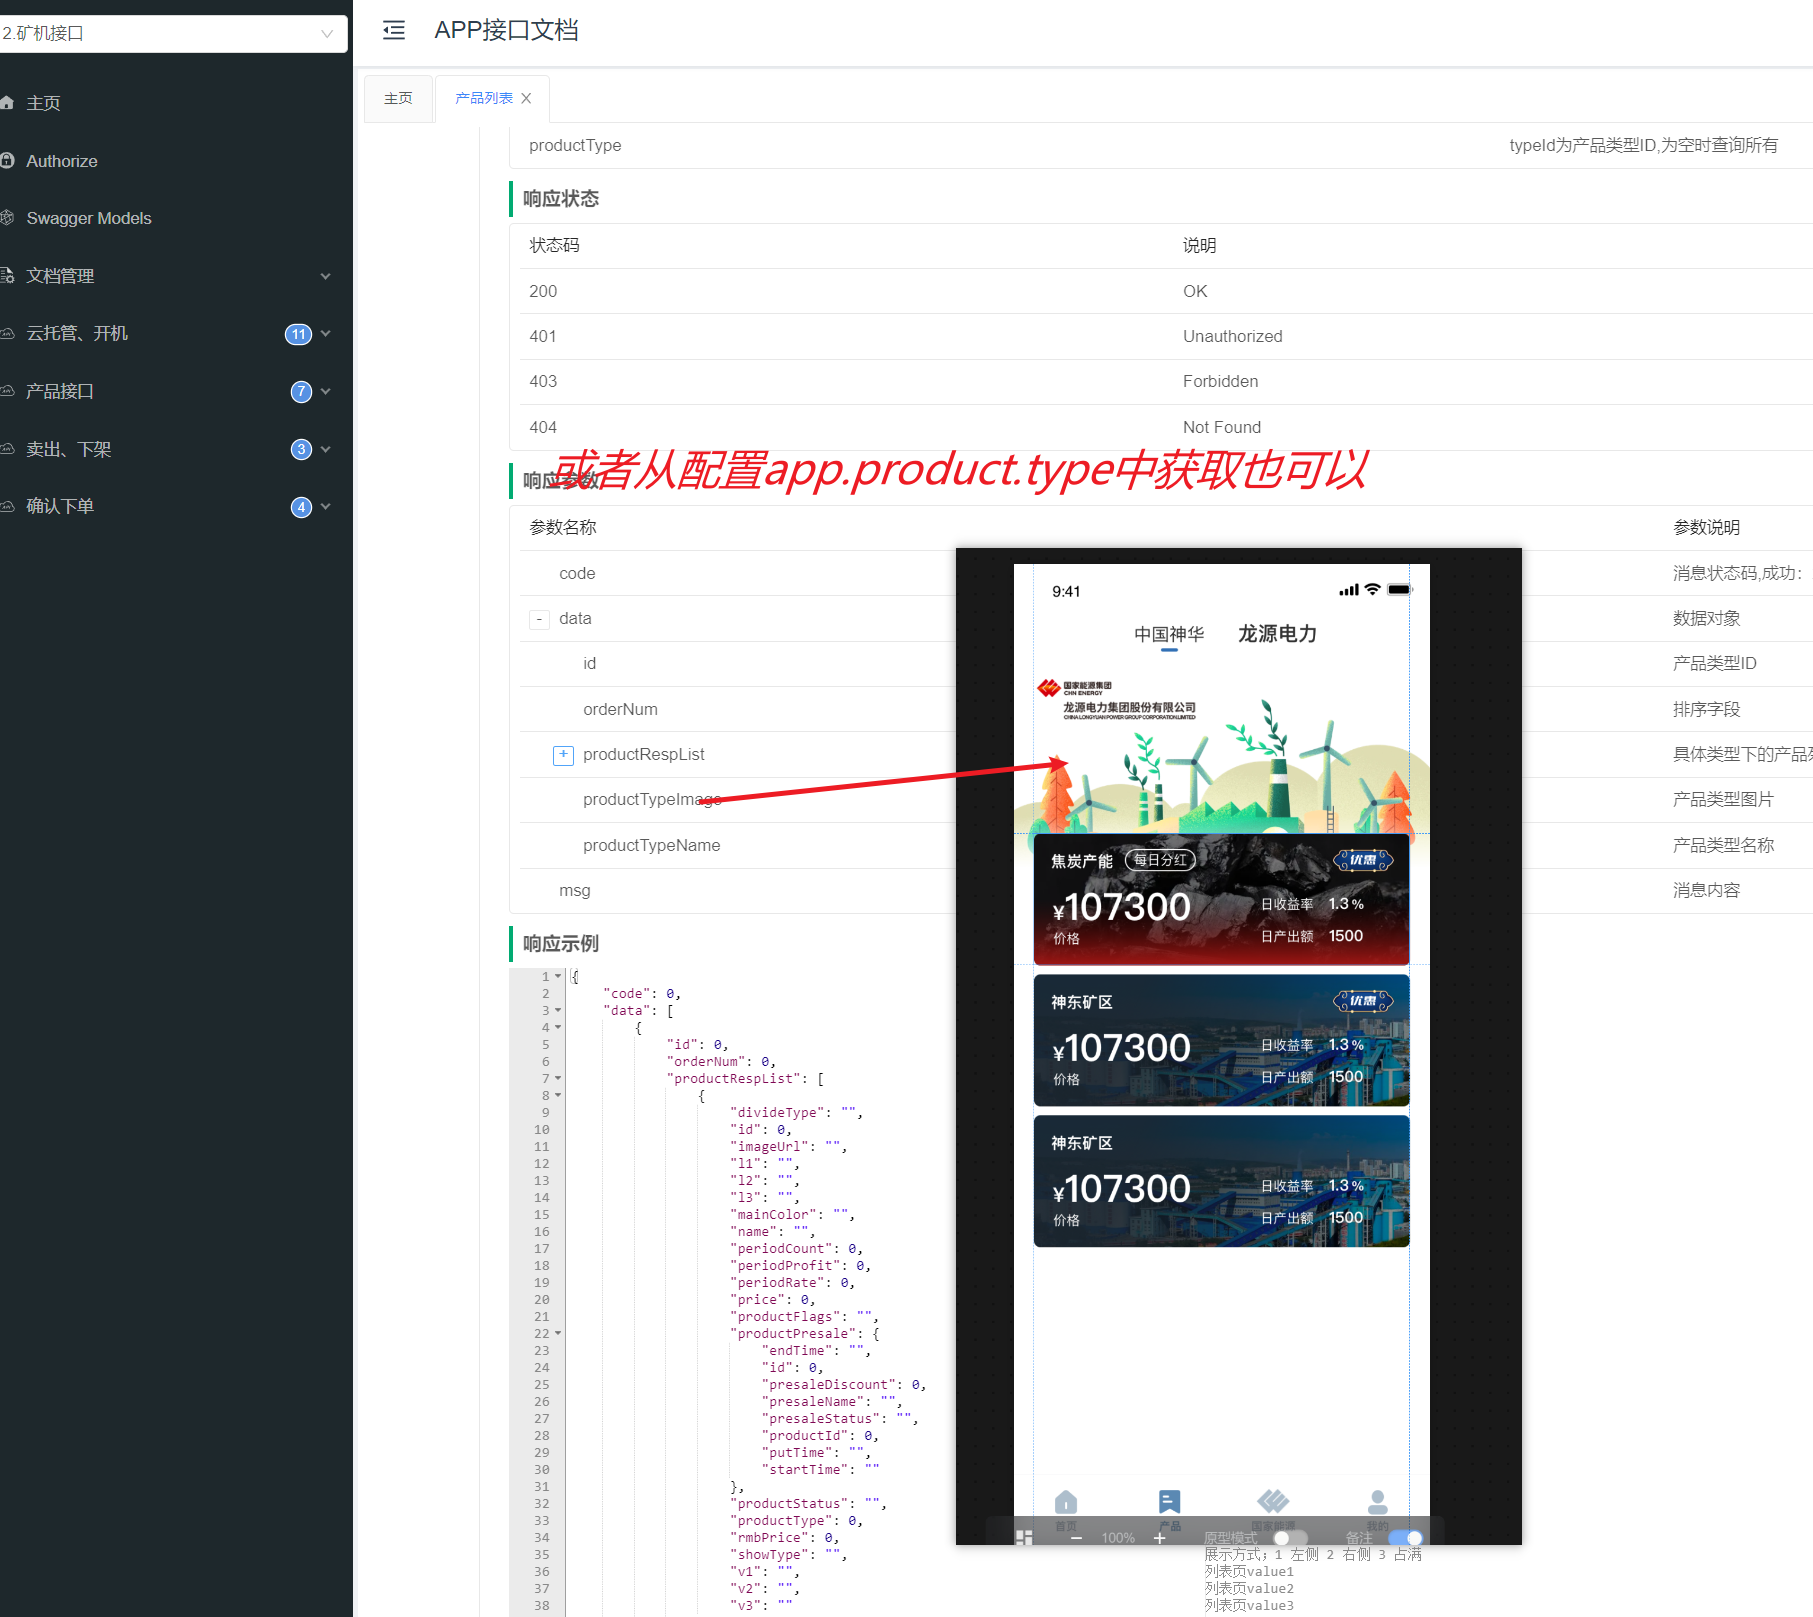 2.矿机接口
主页
Authorize
Swagger Models
文档管理
云托管、开机 11
产品接口 7
卖出、下架 3
确认下单 4
APP接口文档
主页
产品列表
productType typeId为产品类型ID,为空时查询所有
响应状态
状态码 说明
200 OK
401 Unauthorized
403 Forbidden
404 Not Found
响应参数
或者从配置app.product.type中获取也可以
参数名称 参数说明
code 消息状态码,成功:
- data 数据对象
id 产品类型ID
orderNum 排序字段
+ productRespList 具体类型下的产品
productTypeImage 产品类型图片
productTypeName 产品类型名称
msg 消息内容
响应示例
1 {
2 "code": 0,
3 "data": [
4 {
5 "id": 0,
6 "orderNum": 0,
7 "productRespList": [
8 {
9 "divideType": "",
10 "id": 0,
11 "imageUrl": "",
12 "l1": "",
13 "l2": "",
14 "l3": "",
15 "mainColor": "",
16 "name": "",
17 "periodCount": 0,
18 "periodProfit": 0,
19 "periodRate": 0,
20 "price": 0,
21 "productFlags": "",
22 "productPresale": {
23 "endTime": "",
24 "id": 0,
25 "presaleDiscount": 0,
26 "presaleName": "",
27 "presaleStatus": "",
28 "productId": 0,
29 "putTime": "",
30 "startTime": ""
31 },
32 "productStatus": "",
33 "productType": 0,
34 "rmbPrice": 0,
35 "showType": "",
36 "v1": "",
37 "v2": "",
38 "v3": ""
9:41
中国神华 龙源电力
国家能源集团
CHN ENERGY
龙源电力集团股份有限公司
CHINA LONGYUAN POWER GROUP CORPORATION LIMITED
焦炭产能 每日分红 优惠
¥107300 日收益率 1.3%
价格 日产出额 1500
神东矿区 优惠
¥107300 日收益率 1.3%
价格 日产出额 1500
神东矿区
¥107300 日收益率 1.3%
价格 日产出额 1500
首页 产品 国家能源 我的
− 100% + 原型模式 备注
展示方式；1 左侧 2 右侧 3 占满
列表页value1
列表页value2
列表页value3